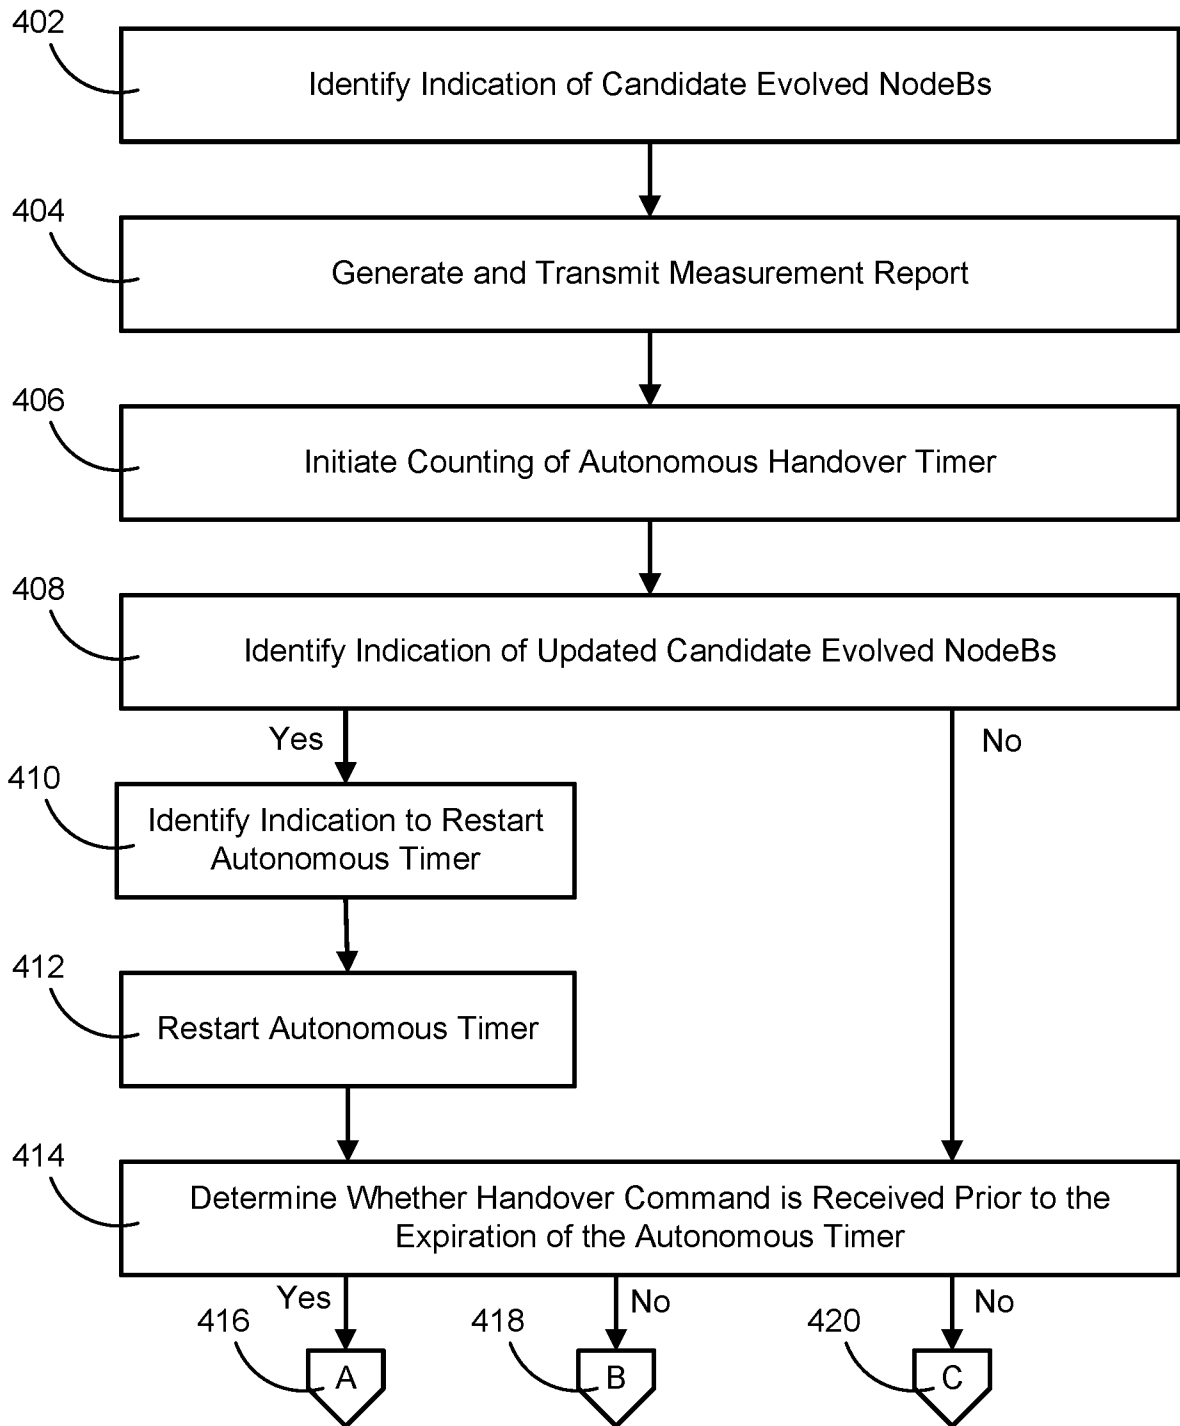 402
Identify Indication of Candidate Evolved NodeBs
404
Generate and Transmit Measurement Report
406
Initiate Counting of Autonomous Handover Timer
408
Identify Indication of Updated Candidate Evolved NodeBs
Yes
No
410
Identify Indication to Restart
Autonomous Timer
412
Restart Autonomous Timer
414
Determine Whether Handover Command is Received Prior to the
Expiration of the Autonomous Timer
Yes
No
No
416
418
420
A
B
C